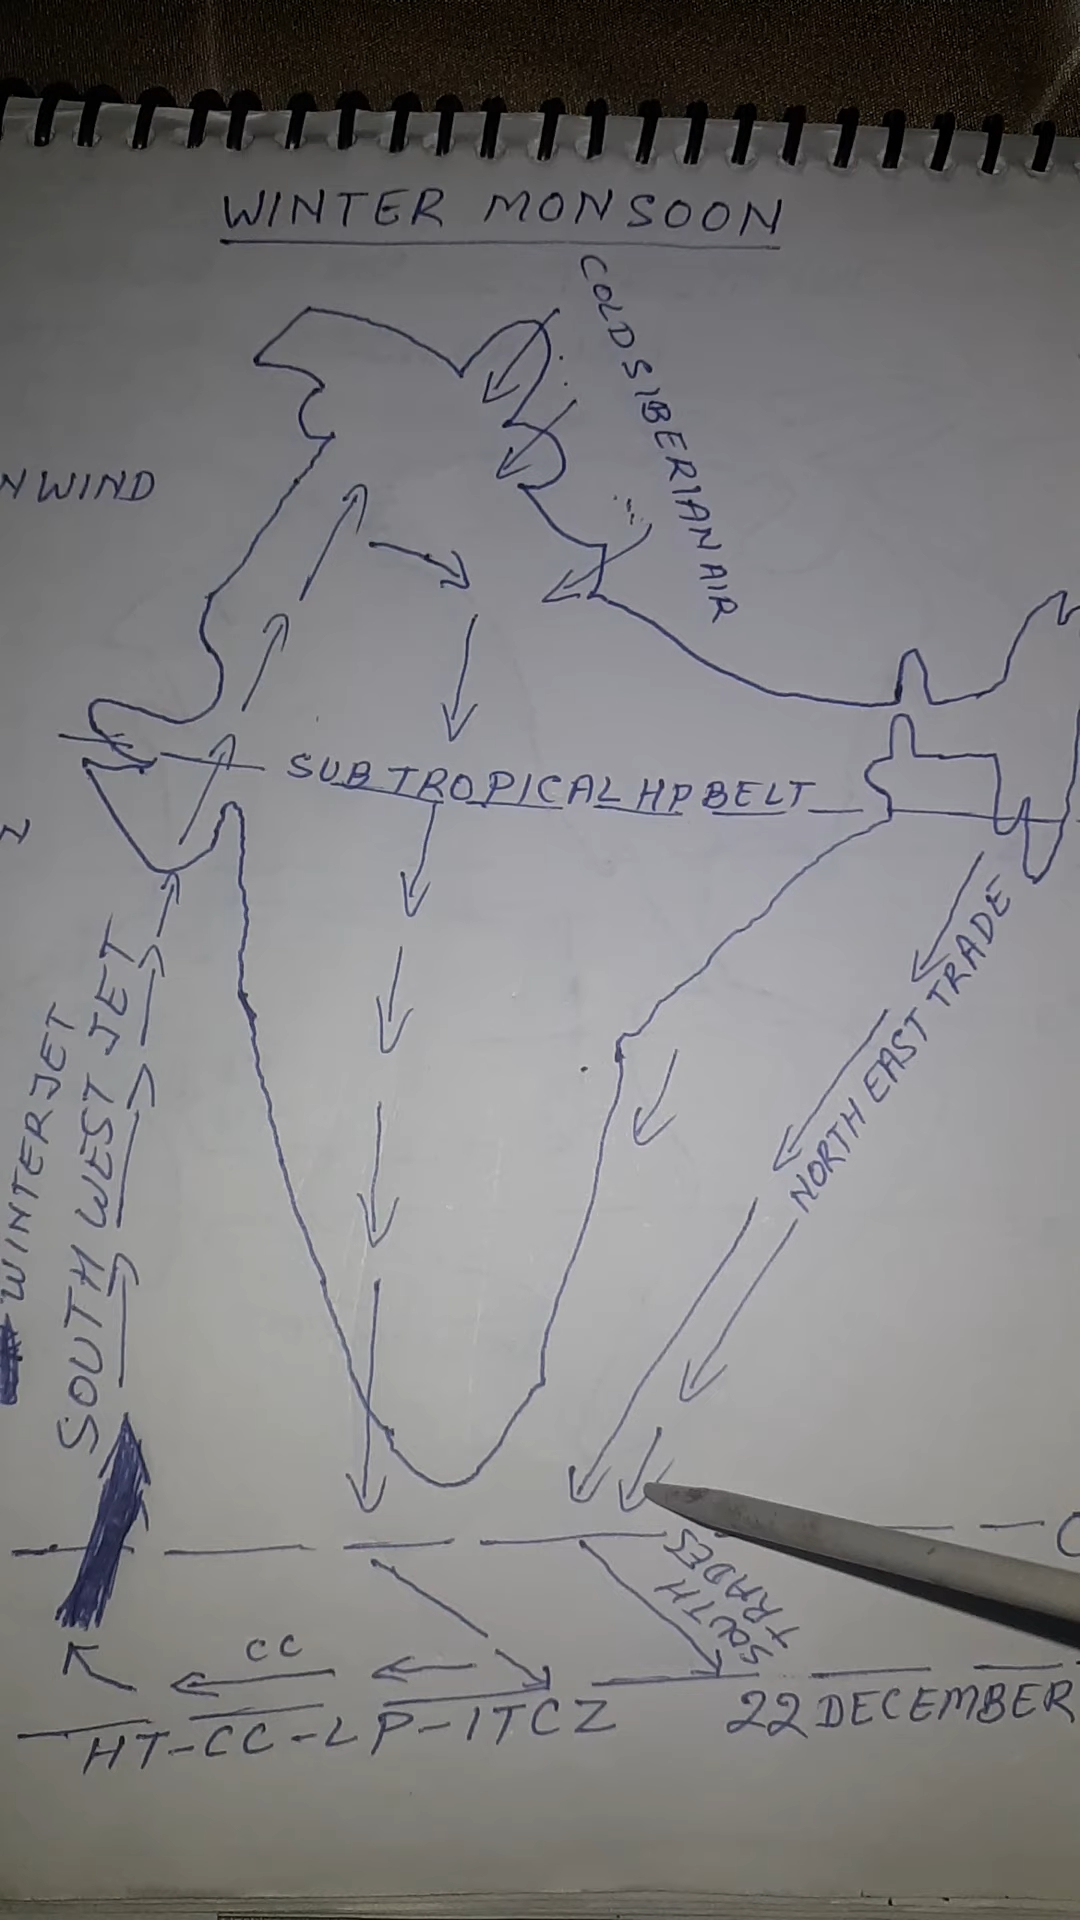 WINTER MONSOON
COLD SIBERIAN AIR
N WIND
SUBTROPICAL HP BELT
NORTH EAST TRADE
WINTER JET
SOUTH WEST JET
SOUTH
TRADES
CC
HT-CC-LP-ITCZ
22 DECEMBER